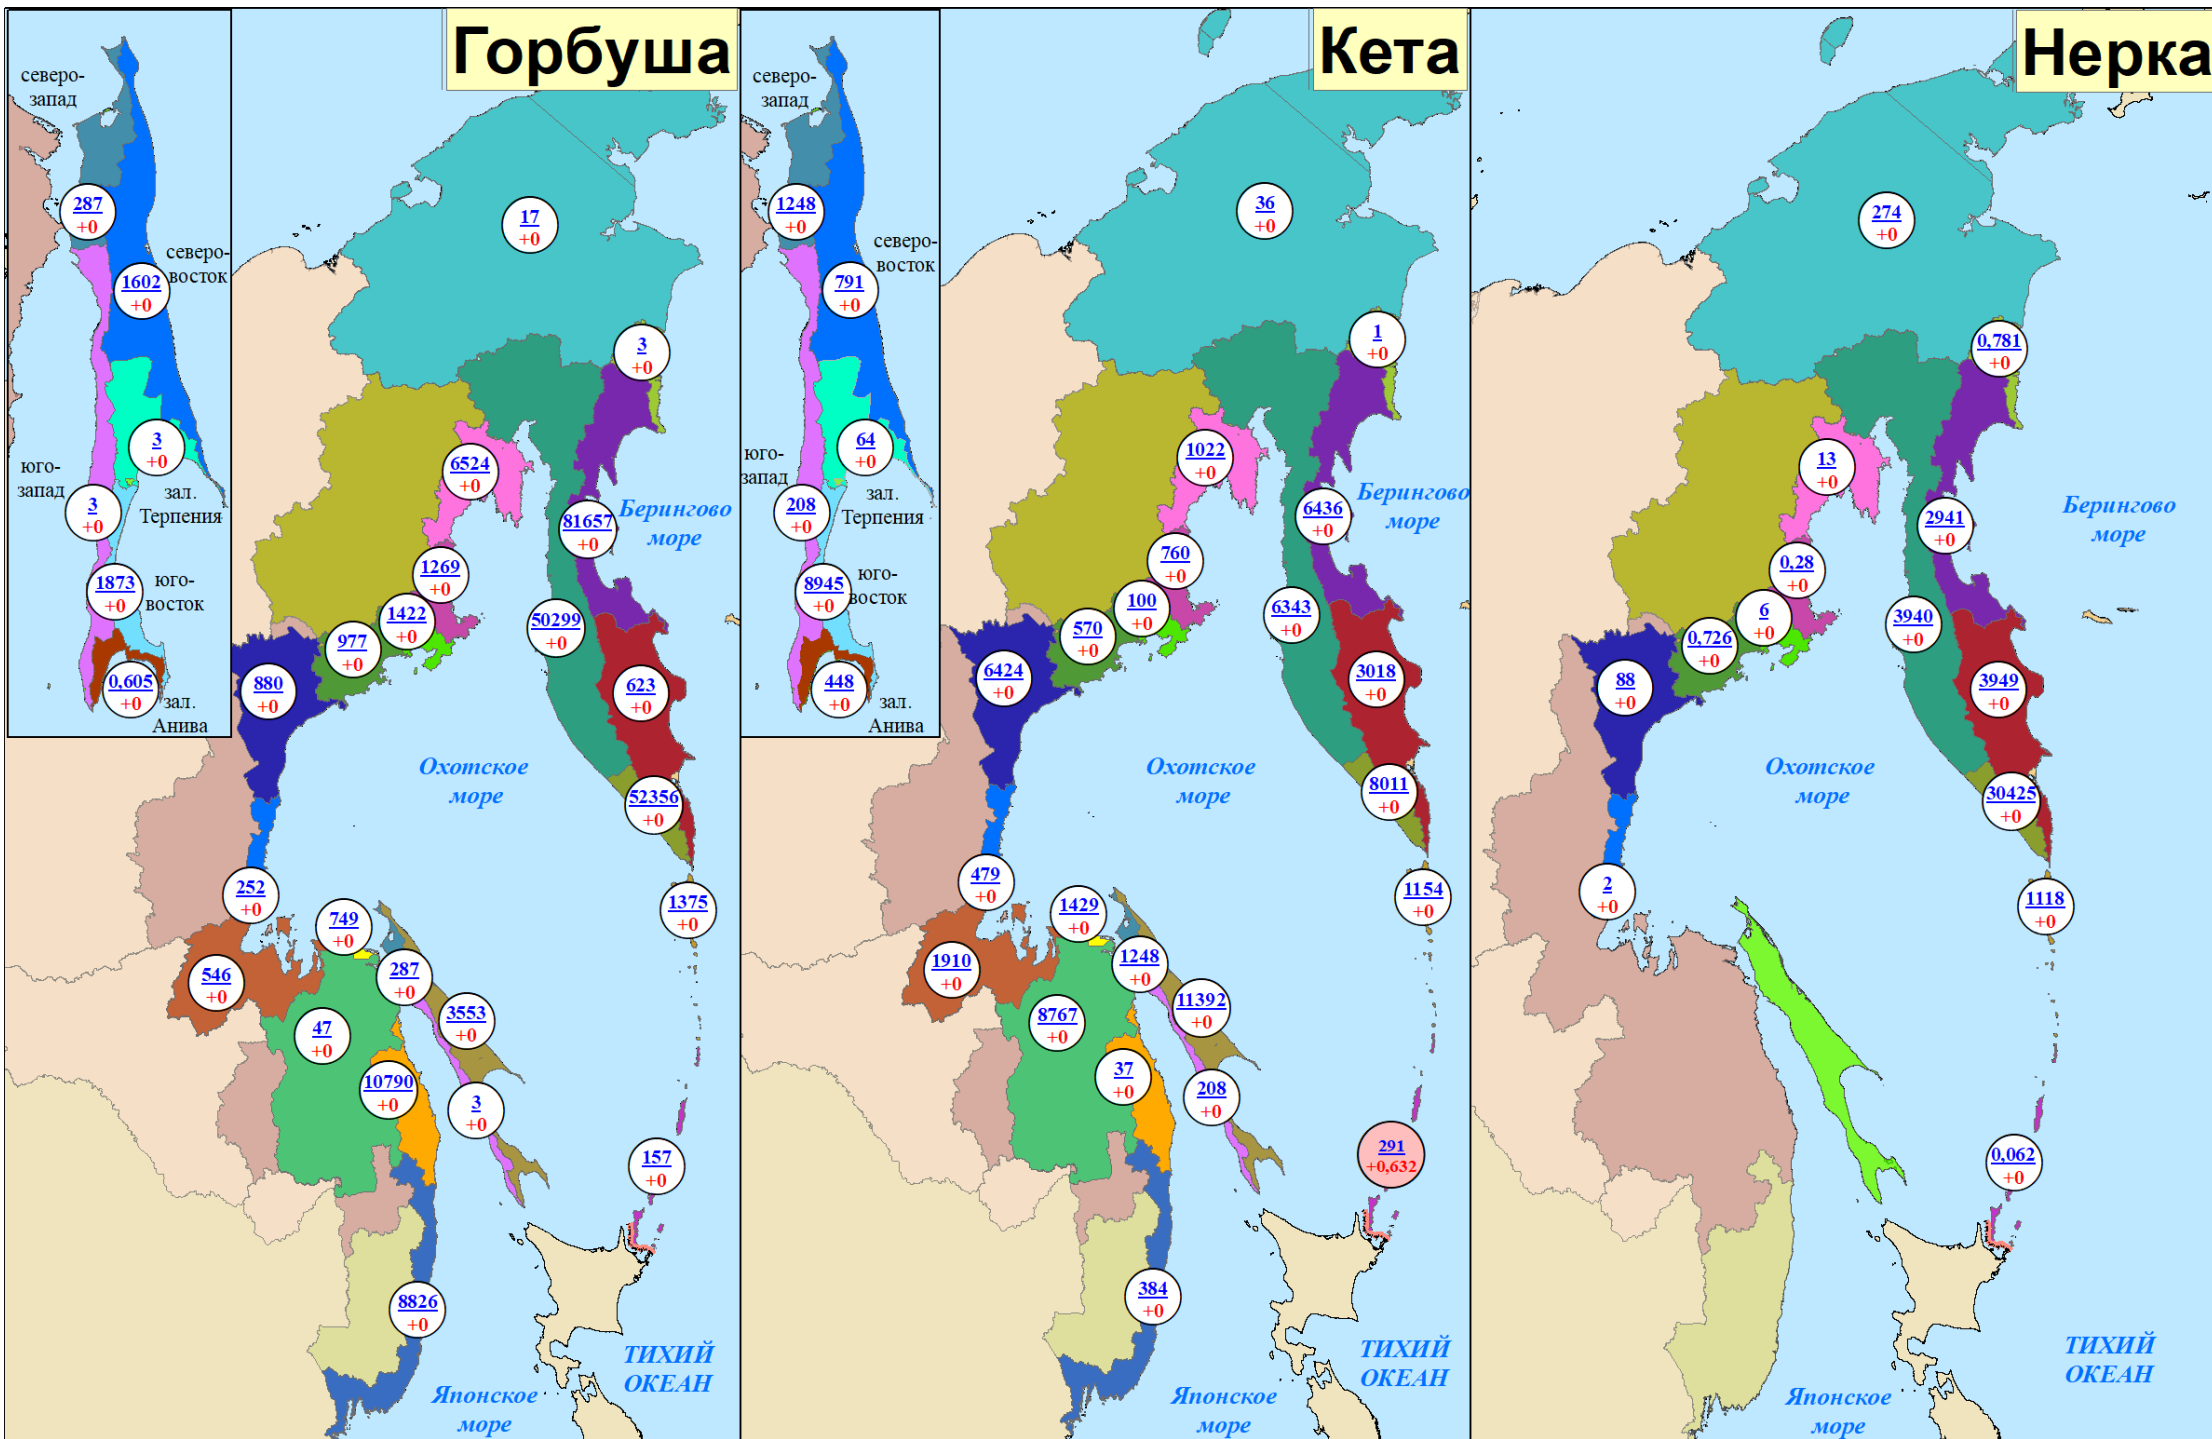 Горбуша
северо-
запад
287
+0
северо-
восток
1602
+0
3
+0
юго-
запад
3
+0
зал.
Терпения
1873
+0
юго-
восток
0,605
+0
зал.
Анива
17
+0
3
+0
6524
+0
81657
+0
Берингово
море
1269
+0
1422
+0
977
+0
50299
+0
880
+0
623
+0
Охотское
море
52356
+0
252
+0
749
+0
1375
+0
546
+0
287
+0
3553
+0
47
+0
10790
+0
3
+0
157
+0
8826
+0
ТИХИЙ
ОКЕАН
Японское
море
Кета
северо-
запад
1248
+0
северо-
восток
791
+0
64
+0
юго-
запад
208
+0
зал.
Терпения
8945
+0
юго-
восток
448
+0
зал.
Анива
36
+0
1
+0
1022
+0
6436
+0
Берингово
море
760
+0
100
+0
570
+0
6343
+0
6424
+0
3018
+0
Охотское
море
8011
+0
479
+0
1429
+0
1154
+0
1910
+0
1248
+0
11392
+0
8767
+0
37
+0
208
+0
291
+0,632
384
+0
ТИХИЙ
ОКЕАН
Японское
море
Нерка
274
+0
0,781
+0
13
+0
2941
+0
Берингово
море
0,28
+0
6
+0
0,726
+0
3940
+0
88
+0
3949
+0
Охотское
море
30425
+0
2
+0
1118
+0
0,062
+0
ТИХИЙ
ОКЕАН
Японское
море